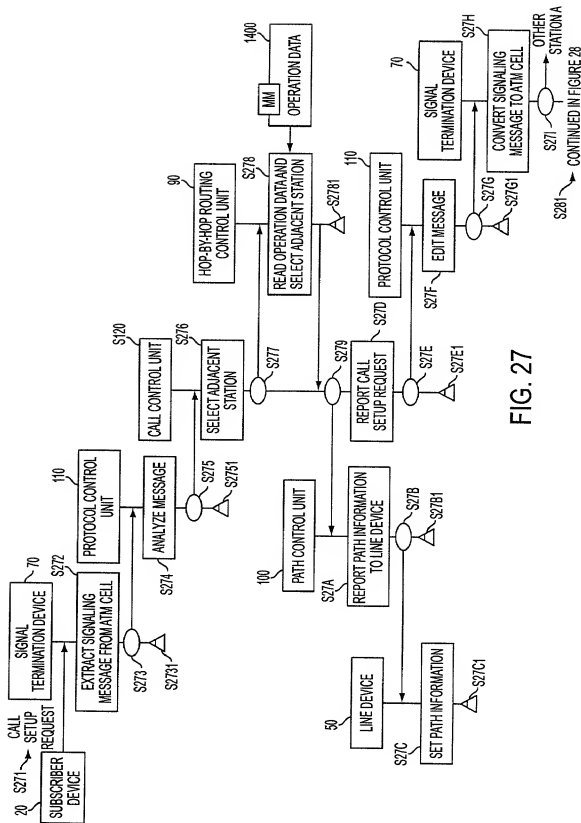 S271
CALL
SETUP
REQUEST
20
SUBSCRIBER
DEVICE
70
SIGNAL
TERMINATION DEVICE
S272
EXTRACT SIGNALING
MESSAGE FROM ATM CELL
S273
S2731
110
PROTOCOL CONTROL
UNIT
ANALYZE MESSAGE
S274
S275
S2751
S120
CALL CONTROL UNIT
S276
SELECT ADJACENT
STATION
S277
90
HOP-BY-HOP ROUTING
CONTROL UNIT
S278
READ OPERATION DATA AND
SELECT ADJACENT STATION
S2781
1400
MM
OPERATION DATA
S279
100
PATH CONTROL UNIT
REPORT PATH INFORMATION
TO LINE DEVICE
S27A
S27B
S27B1
50
LINE DEVICE
SET PATH INFORMATION
S27C
S27C1
S27D
REPORT CALL
SETUP REQUEST
S27E
S27E1
110
PROTOCOL CONTROL
UNIT
EDIT MESSAGE
S27F
S27G
S27G1
70
SIGNAL
TERMINATION DEVICE
S27H
CONVERT SIGNALING
MESSAGE TO ATM CELL
S27I
OTHER
STATION A
S281
CONTINUED IN FIGURE 28
FIG. 27